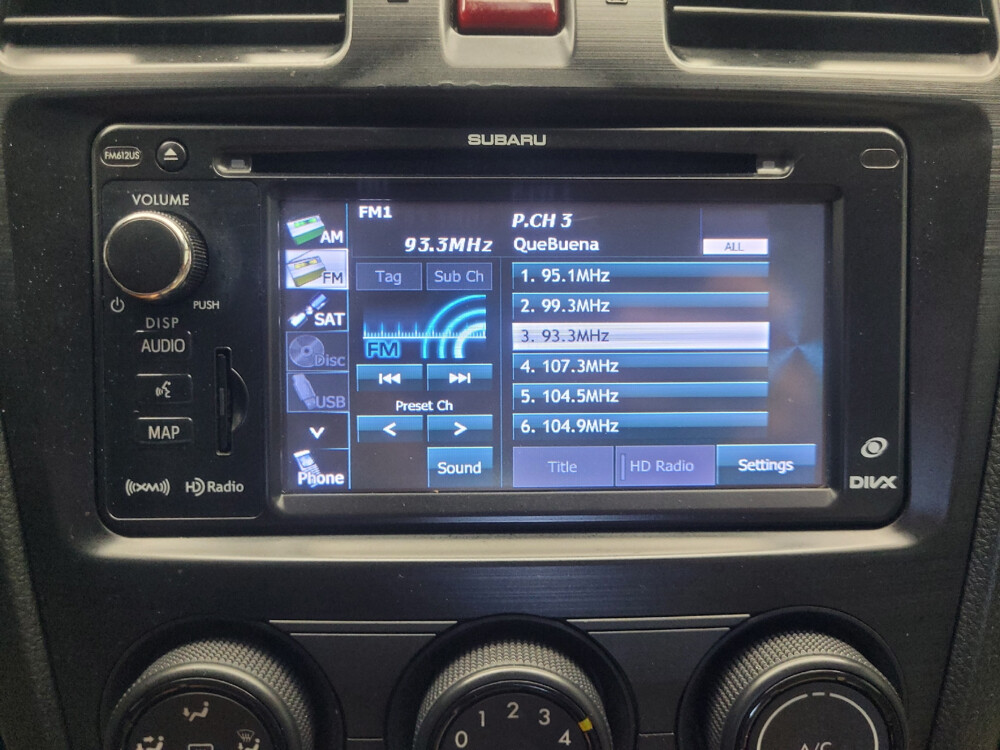 SUBARU
FM612US
VOLUME
PUSH
DISP
AUDIO
MAP
((XM)) HD Radio
AM
FM
SAT
Disc
USB
Phone
FM1
93.3MHz
Tag Sub Ch
FM
Preset Ch
< >
Sound
P.CH 3
QueBuena
ALL
1. 95.1MHz
2. 99.3MHz
3. 93.3MHz
4. 107.3MHz
5. 104.5MHz
6. 104.9MHz
Title HD Radio Settings
DIVX
0 1 2 3 4
A/C